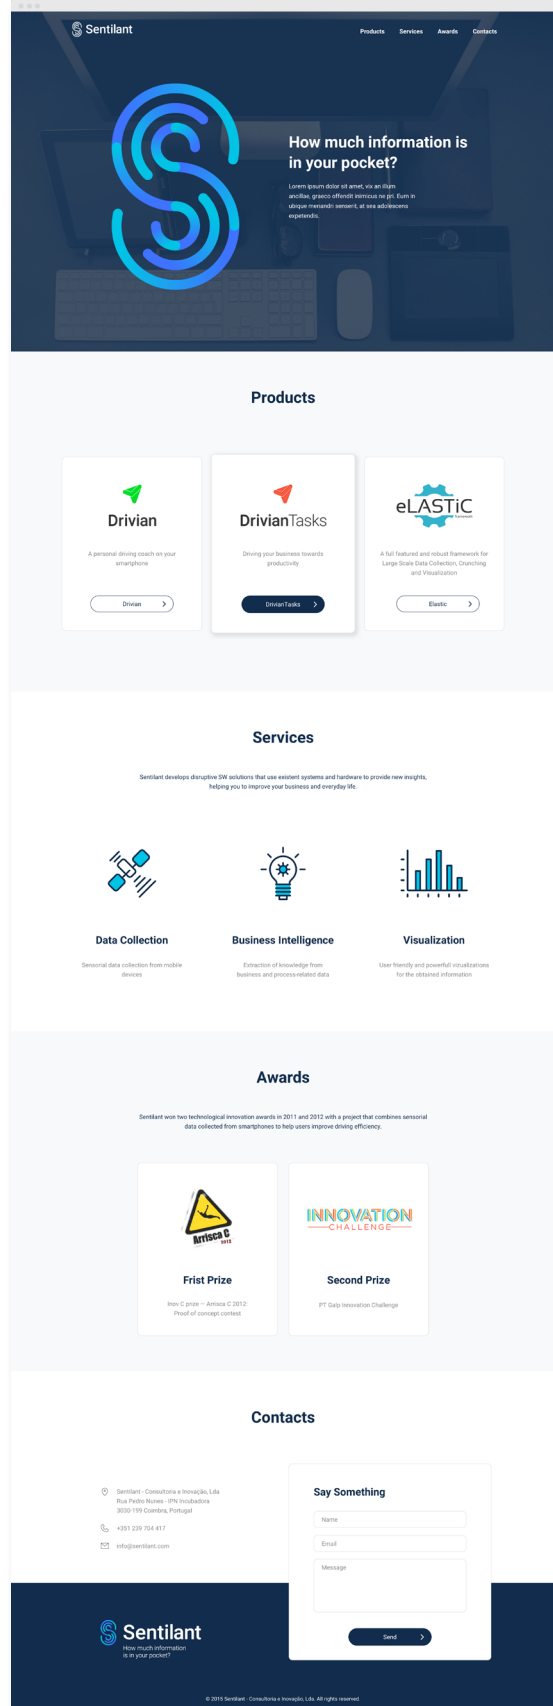 Sentilant
Products Services Awards Contacts
How much information is
in your pocket?
Lorem ipsum dolor sit amet, vix an illum
ancillae, graeco offendit inimicus ne pri. Eum in
ubique menandri senserit, at sea adolescens
expetendis.
Products
Drivian
A personal driving coach on your
smartphone
Drivian
DrivianTasks
Driving your business towards
productivity
DrivianTasks
eLASTiC
framework
A full featured and robust framework for
Large Scale Data Collection, Crunching
and Visualization
Elastic
Services
Sentilant develops disruptive SW solutions that use existent systems and hardware to provide new insights,
helping you to improve your business and everyday life.
Data Collection
Sensorial data collection from mobile
devices
Business Intelligence
Extraction of knowledge from
business and process-related data
Visualization
User friendly and powerfull vizualizations
for the obtained information
Awards
Sentilant won two technological innovation awards in 2011 and 2012 with a project that combines sensorial
data collected from smartphones to help users improve driving efficiency.
Arrisca C
2012
Frist Prize
Inov C prize – Arrisca C 2012:
Proof of concept contest
INNOVATION
CHALLENGE
Second Prize
PT Galp Innovation Challenge
Contacts
Sentilant - Consultoria e Inovação, Lda
Rua Pedro Nunes - IPN Incubadora
3030-199 Coimbra, Portugal
+351 239 704 417
info@sentilant.com
Say Something
Name
Email
Message
Send
Sentilant
How much information
is in your pocket?
© 2015 Sentilant - Consultoria e Inovação, Lda. All rights reserved.